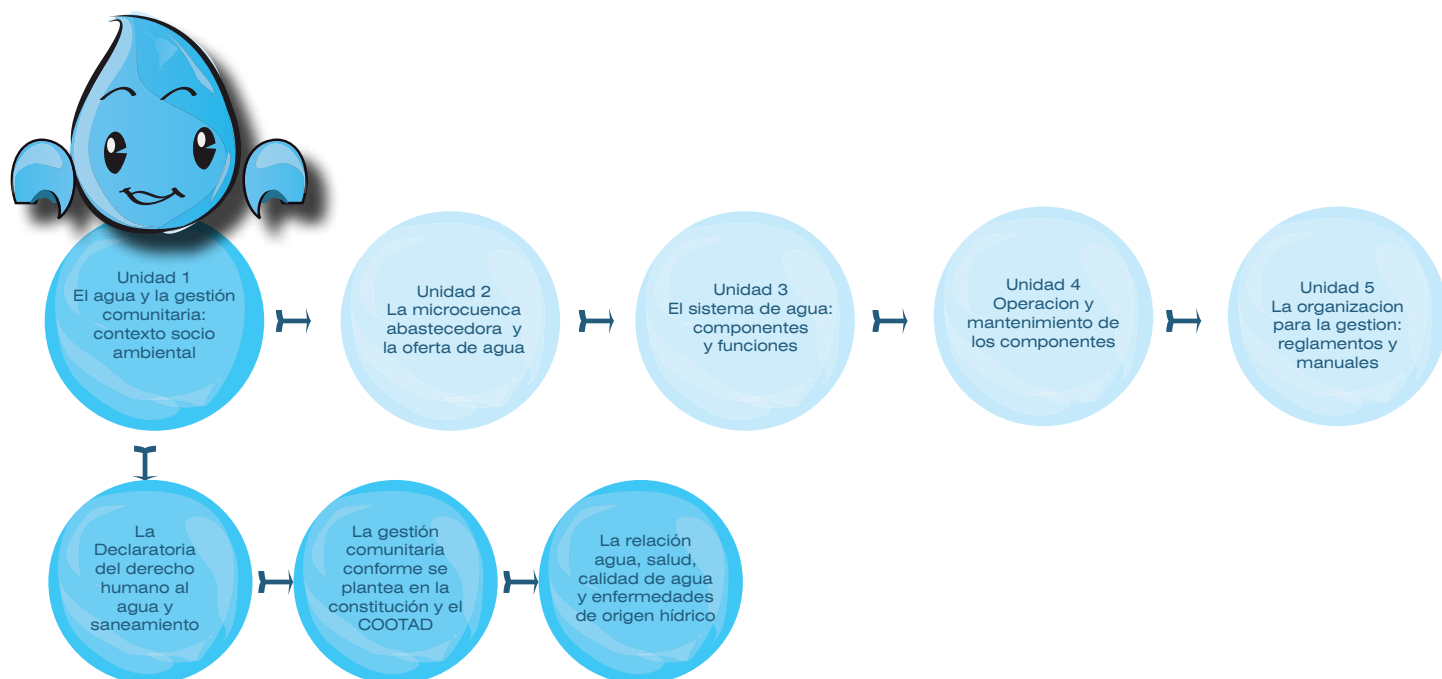 Unidad 1
El agua y la gestión
comunitaria:
contexto socio
ambiental
Unidad 2
La microcuenca
abastecedora y
la oferta de agua
Unidad 3
El sistema de agua:
componentes
y funciones
Unidad 4
Operacion y
mantenimiento de
los componentes
Unidad 5
La organizacion
para la gestion:
reglamentos y
manuales
La
Declaratoria
del derecho
humano al
agua y
saneamiento
La gestión
comunitaria
conforme se
plantea en la
constitución y el
COOTAD
La relación
agua, salud,
calidad de agua
y enfermedades
de origen hídrico